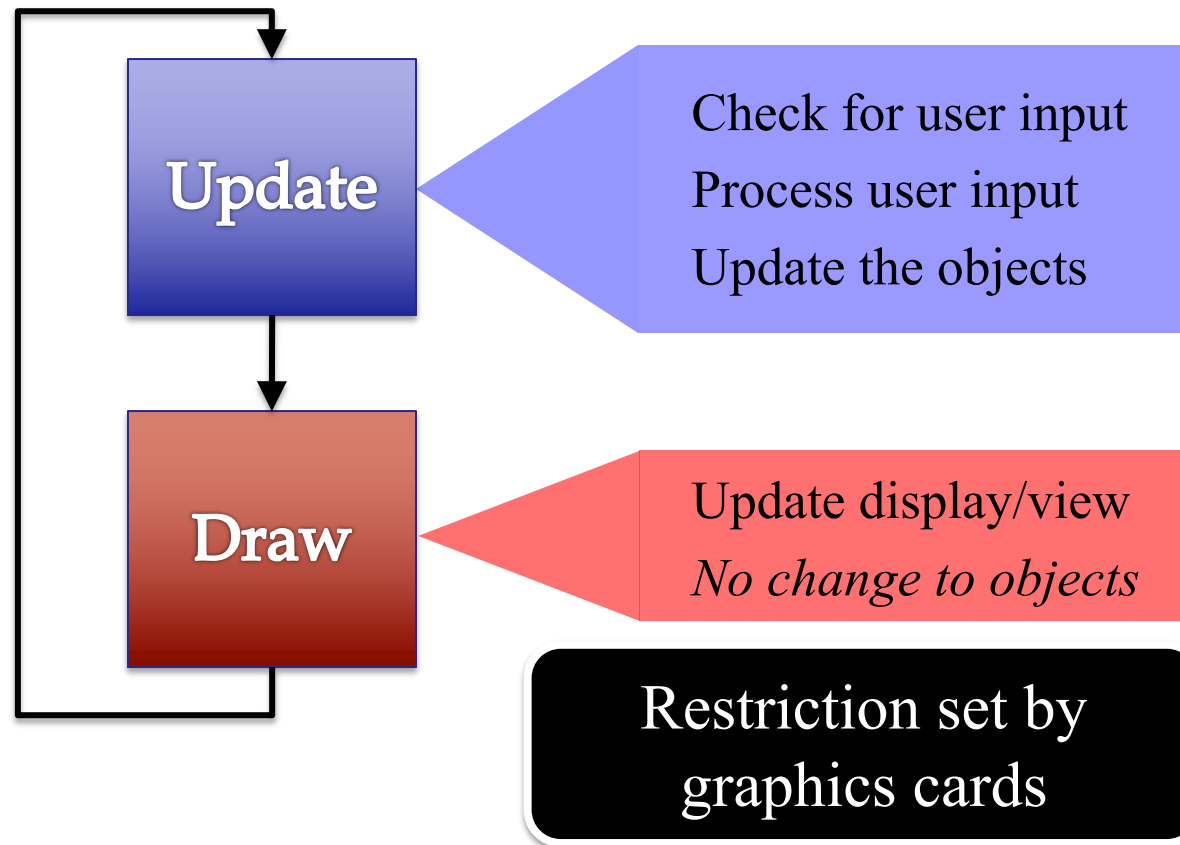 Update
Check for user input
Process user input
Update the objects
Draw
Update display/view
No change to objects
Restriction set by
graphics cards